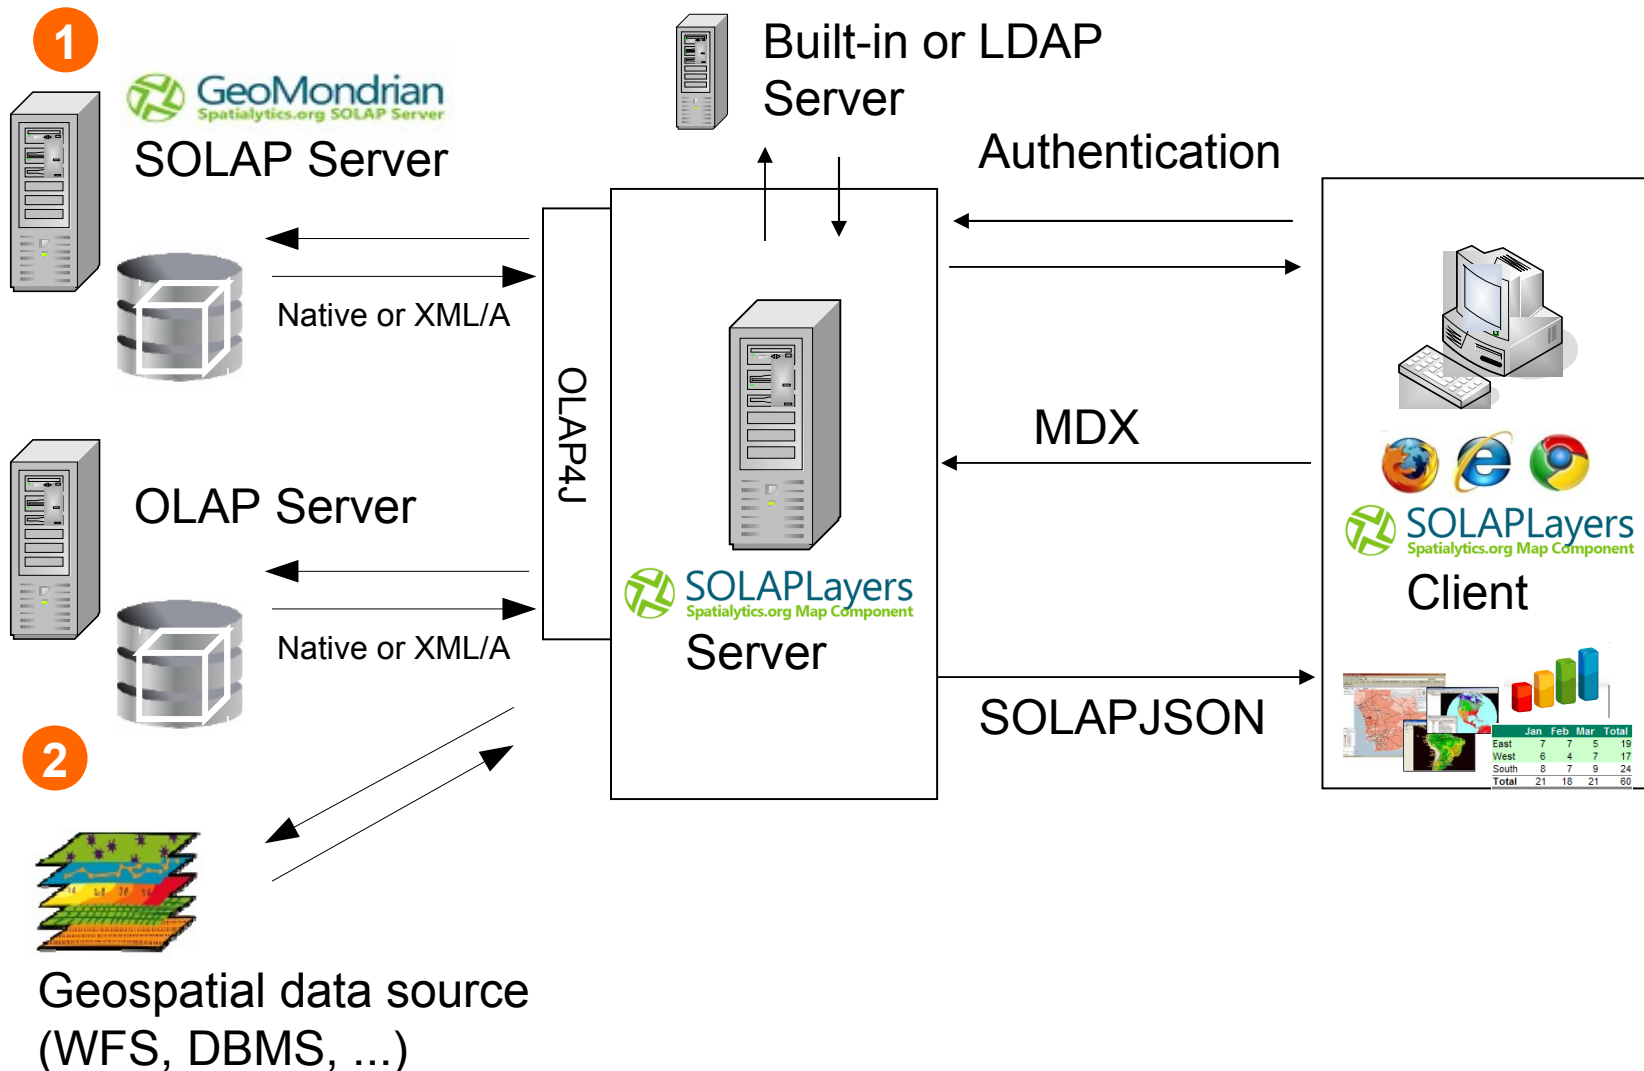 1
GeoMondrian
Spatialytics.org SOLAP Server
SOLAP Server
Built-in or LDAP
Server
Authentication
Native or XML/A
OLAP4J
MDX
OLAP Server
Native or XML/A
SOLAPLayers
Spatialytics.org Map Component
Server
SOLAPLayers
Spatialytics.org Map Component
Client
SOLAPJSON
Jan Feb Mar Total
East 7 7 5 19
West 6 4 7 17
South 8 7 9 24
Total 21 18 21 60
2
Geospatial data source
(WFS, DBMS, ...)